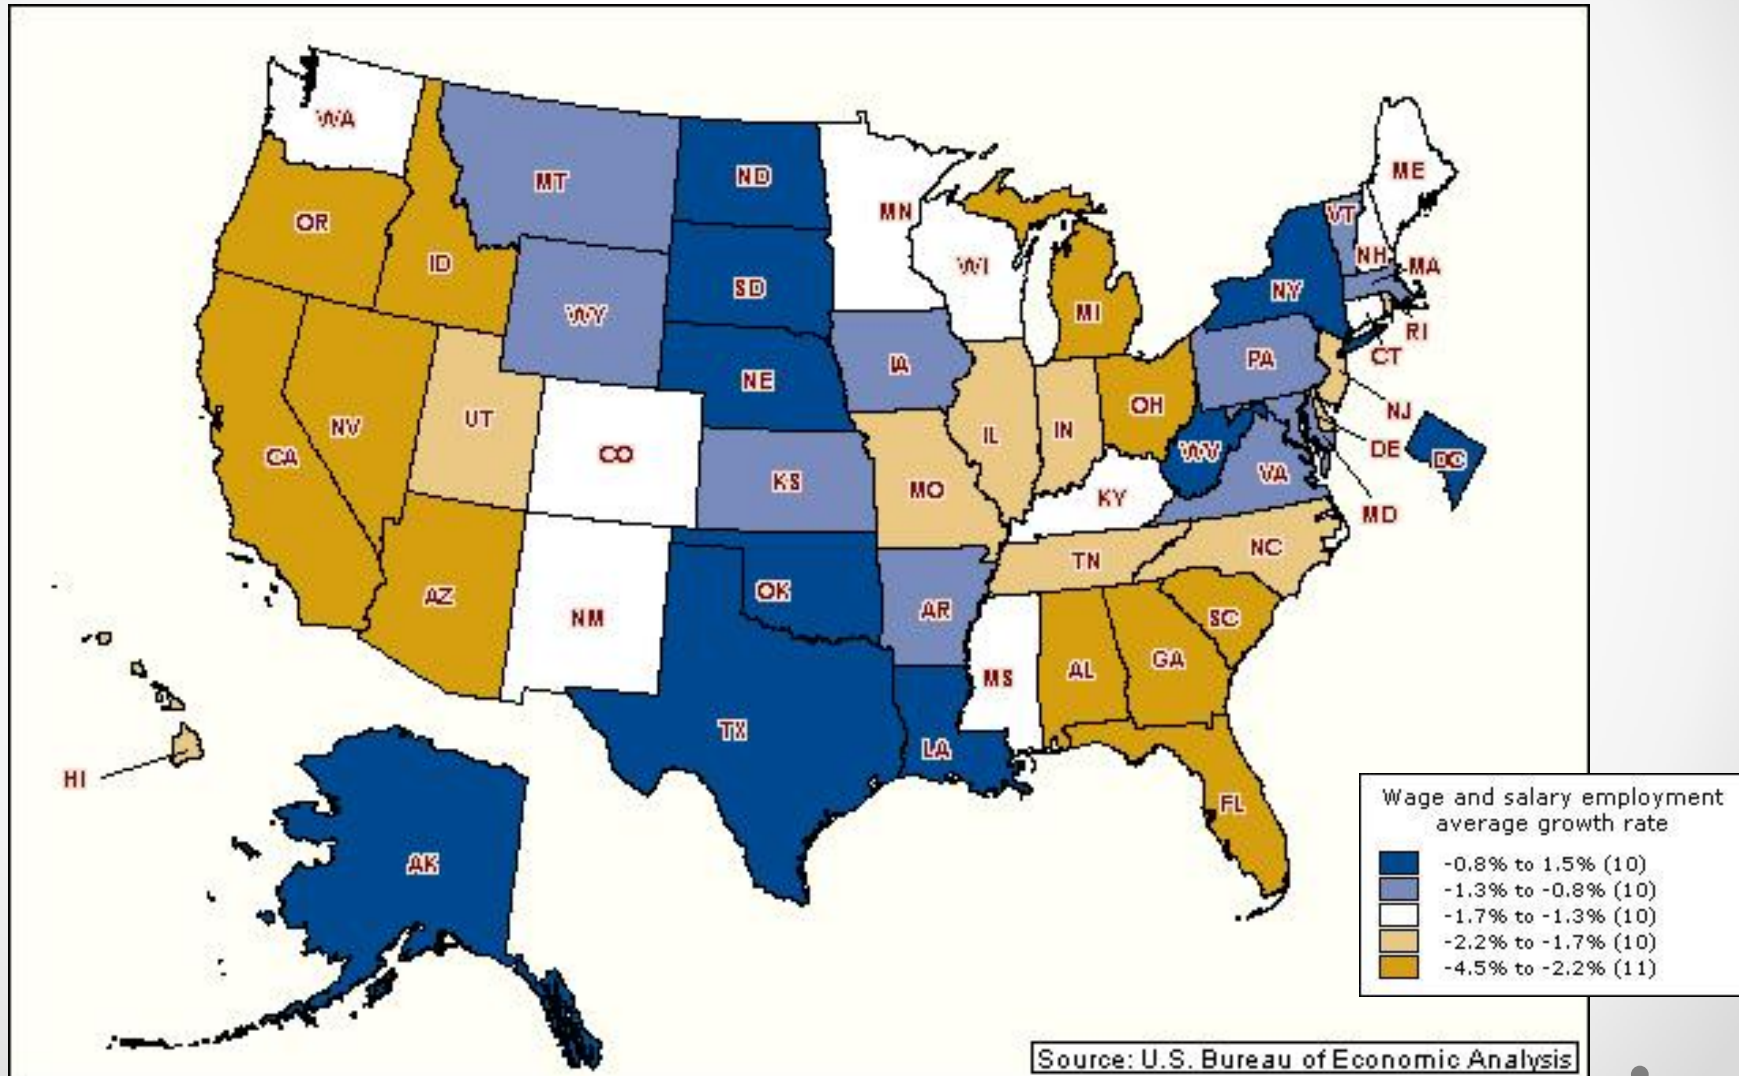 WA
ME
MT
ND
VT
MN
OR
NH
MA
ID
WI
SD
NY
WY
MI
RI
CT
IA
PA
NE
OH
NJ
UT
NV
IL
IN
DE
CO
WV
DC
CA
KS
MO
VA
KY
MD
NC
TN
AZ
OK
AR
NM
SC
GA
AL
MS
TX
LA
HI
FL
AK
Wage and salary employment
average growth rate
-0.8% to 1.5% (10)
-1.3% to -0.8% (10)
-1.7% to -1.3% (10)
-2.2% to -1.7% (10)
-4.5% to -2.2% (11)
Source: U.S. Bureau of Economic Analysis